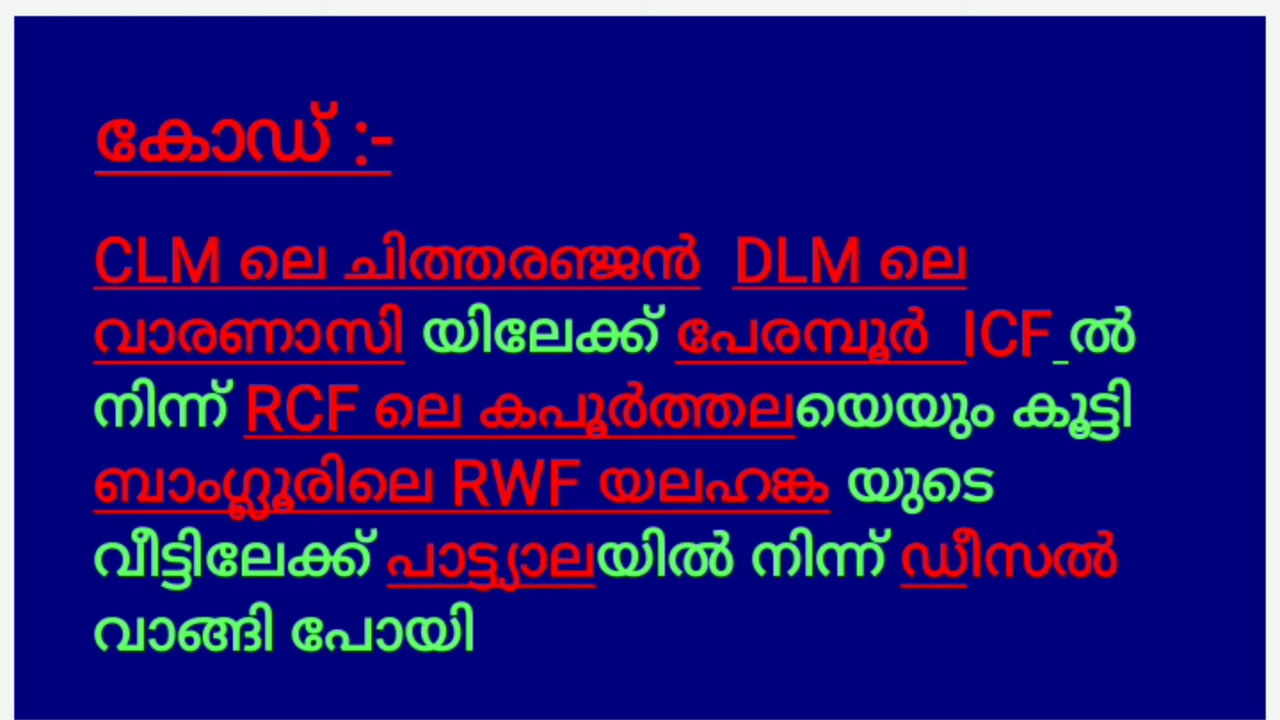 കോഡ് :-
CLM ലെ ചിത്തരഞ്ജൻ DLM ലെ
വാരണാസി യിലേക്ക് പേരമ്പൂർ ICF ൽ
നിന്ന് RCF ലെ കപൂർത്തലയെയും കൂട്ടി
ബാംഗ്ലൂരിലെ RWF യലഹങ്ക യുടെ
വീട്ടിലേക്ക് പാട്ട്യാലയിൽ നിന്ന് ഡീസൽ
വാങ്ങി പോയി